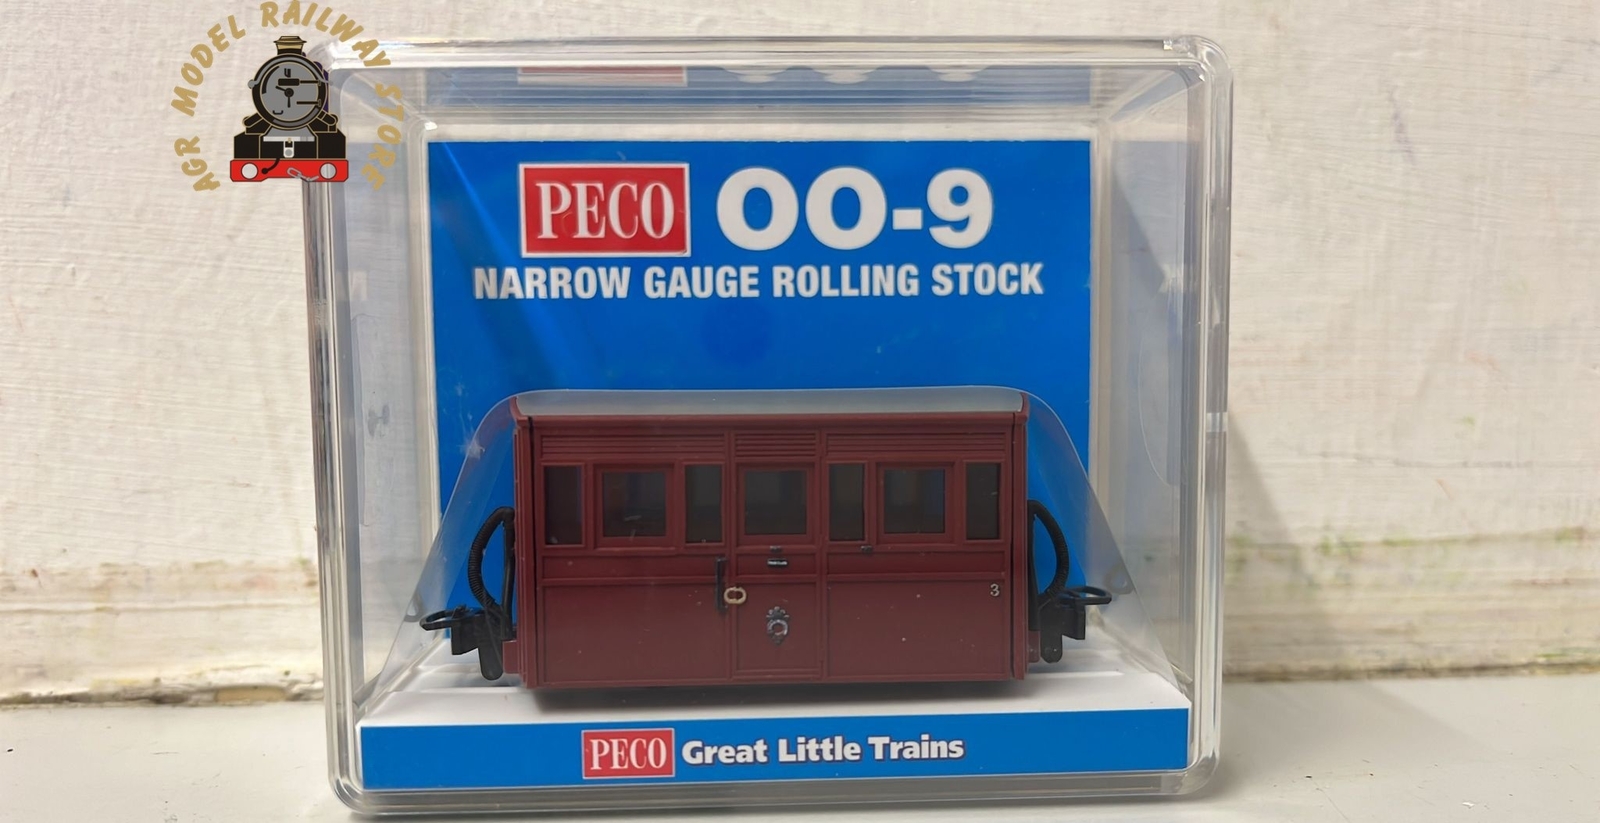 AGR MODEL RAILWAY STORE
PECO OO-9
NARROW GAUGE ROLLING STOCK
3
PECO Great Little Trains